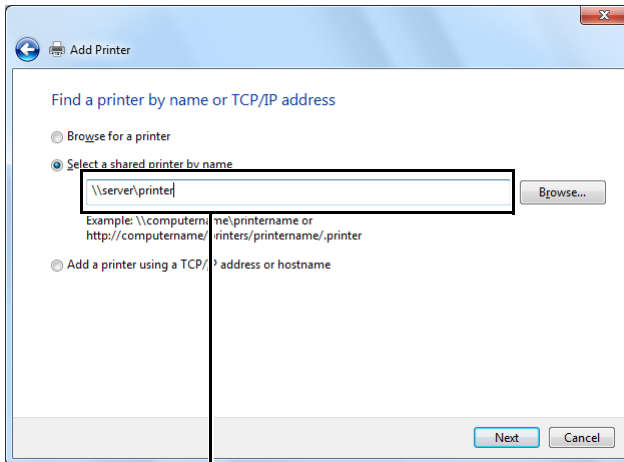 Add Printer
Find a printer by name or TCP/IP address
Browse for a printer
Select a shared printer by name
\\server\printer
Browse...
Example: \\computername\printername or
http://computername/printers/printername/.printer
Add a printer using a TCP/IP address or hostname
Next
Cancel